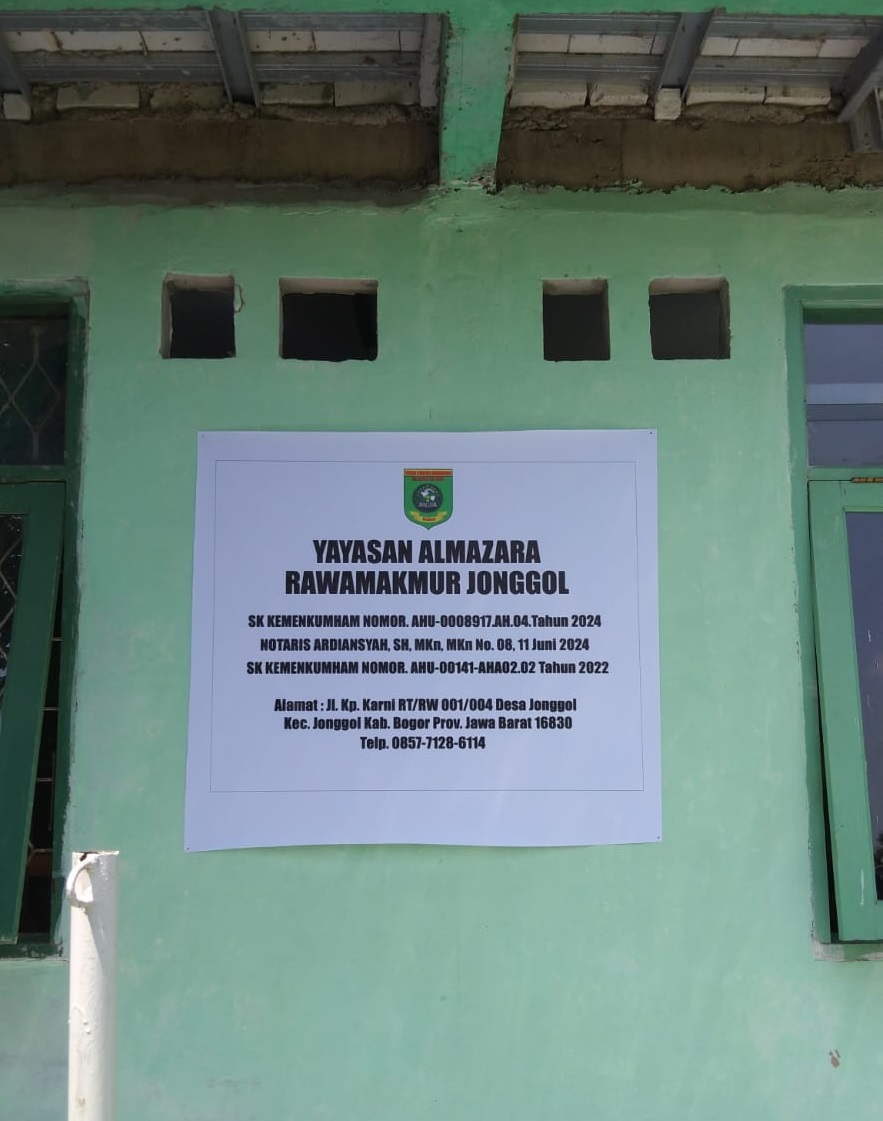 YAYASAN ALMAZARA
RAWAMAKMUR JONGGOL
SK KEMENKUMHAM NOMOR. AHU-0008917.AH.04.Tahun 2024
NOTARIS ARDIANSYAH, SH, MKn, MKn No. 08, 11 Juni 2024
SK KEMENKUMHAM NOMOR. AHU-00141-AHA02.02 Tahun 2022
Alamat : Jl. Kp. Karni RT/RW 001/004 Desa Jonggol
Kec. Jonggol Kab. Bogor Prov. Jawa Barat 16830
Telp. 0857-7128-6114